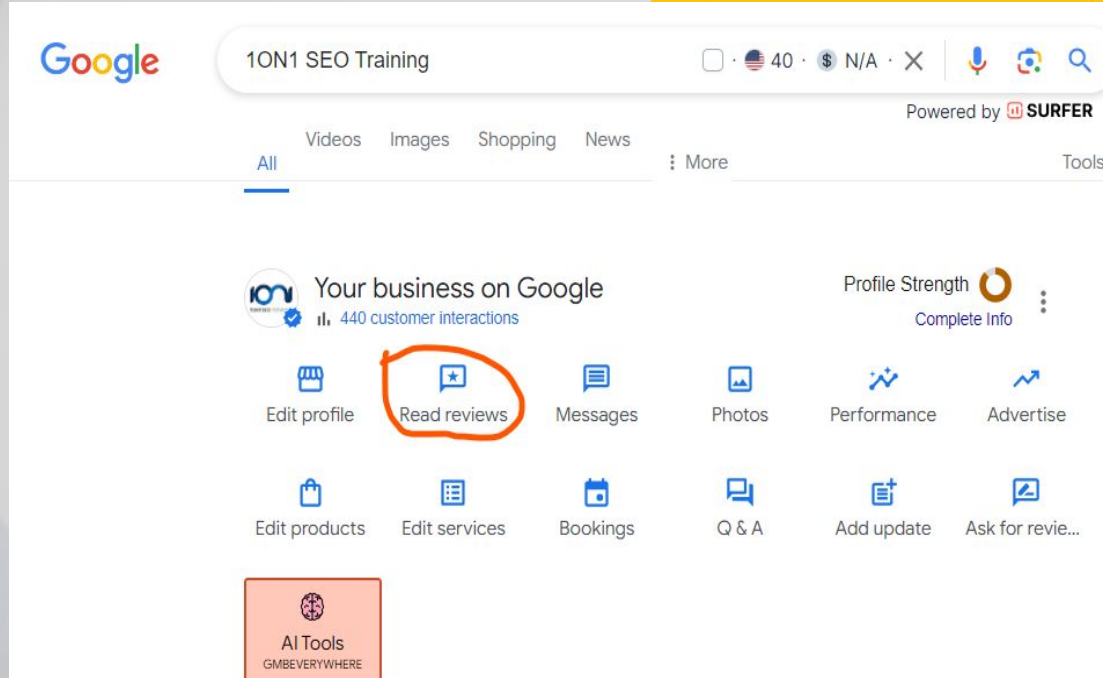 Google
1ON1 SEO Training
40 · $ N/A ·
Powered by SURFER
All
Videos
Images
Shopping
News
More
Tools
Your business on Google
440 customer interactions
Profile Strength
Complete Info
Edit profile
Read reviews
Messages
Photos
Performance
Advertise
Edit products
Edit services
Bookings
Q & A
Add update
Ask for revie...
AI Tools
GMBEVERYWHERE